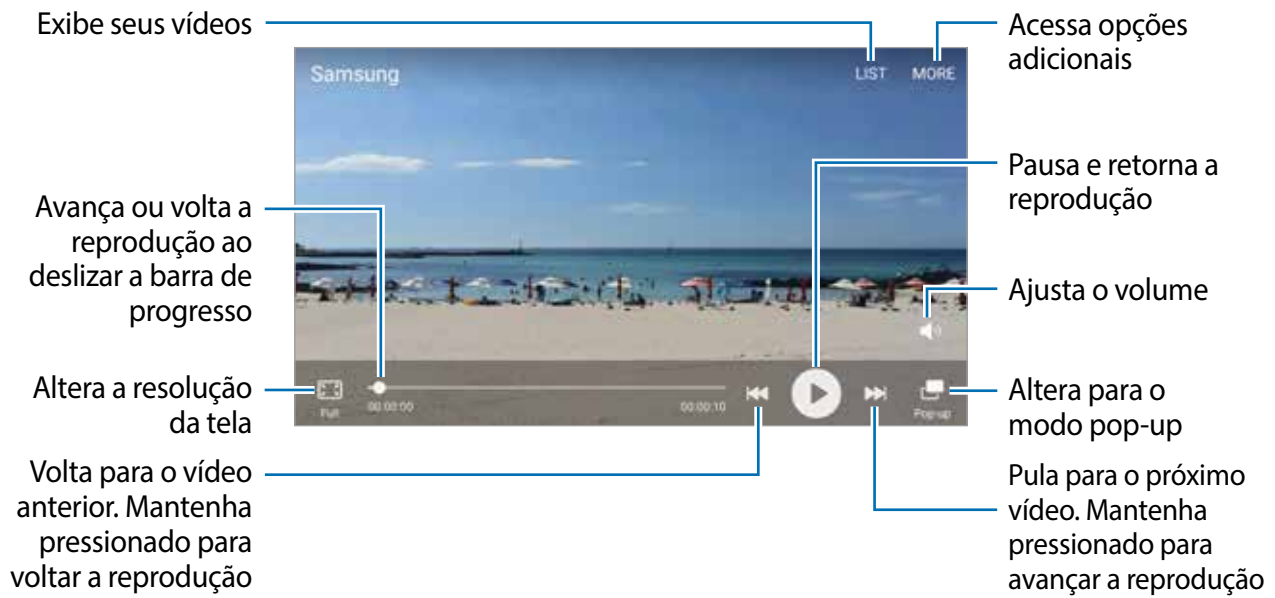 Exibe seus vídeos
Acessa opções
adicionais
Samsung
LIST MORE
Pausa e retorna a
reprodução
Avança ou volta a
reprodução ao
deslizar a barra de
progresso
Ajusta o volume
Altera a resolução
da tela
Full
00:00:00
00:00:10
Pop-up
Altera para o
modo pop-up
Volta para o vídeo
anterior. Mantenha
pressionado para
voltar a reprodução
Pula para o próximo
vídeo. Mantenha
pressionado para
avançar a reprodução